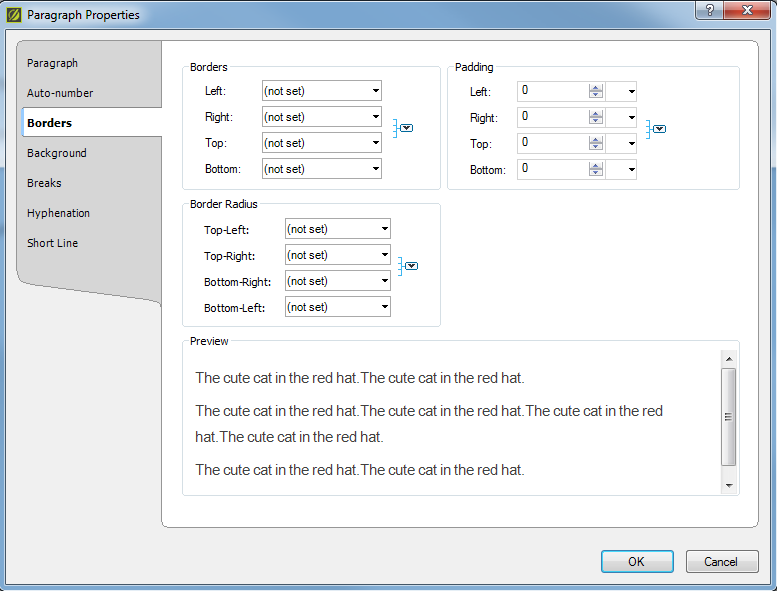 Paragraph Properties
?
Paragraph
Auto-number
Borders
Background
Breaks
Hyphenation
Short Line
Borders
Left: (not set)
Right: (not set)
Top: (not set)
Bottom: (not set)
Padding
Left: 0
Right: 0
Top: 0
Bottom: 0
Border Radius
Top-Left: (not set)
Top-Right: (not set)
Bottom-Right: (not set)
Bottom-Left: (not set)
Preview
The cute cat in the red hat.The cute cat in the red hat.
The cute cat in the red hat.The cute cat in the red hat.The cute cat in the red
hat.The cute cat in the red hat.
The cute cat in the red hat.The cute cat in the red hat.
OK Cancel